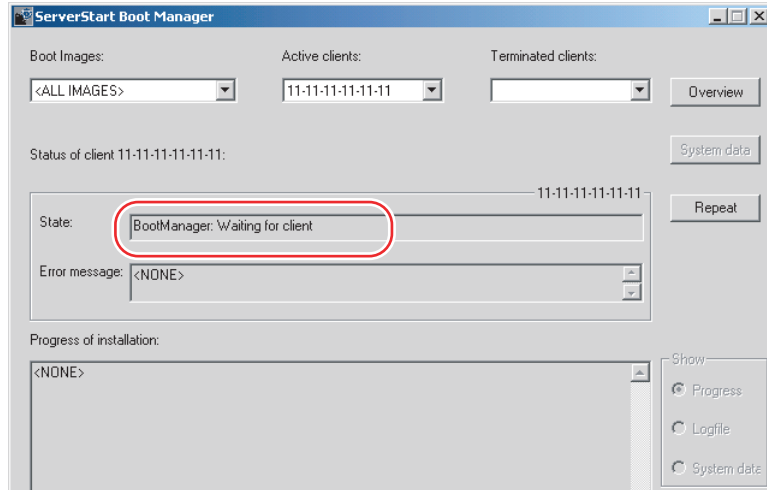 ServerStart Boot Manager
Boot Images:
Active clients:
Terminated clients:
<ALL IMAGES>
11-11-11-11-11-11
Overview
Status of client 11-11-11-11-11-11:
System data
11-11-11-11-11-11
Repeat
State:
BootManager: Waiting for client
Error message:
<NONE>
Progress of installation:
<NONE>
Show
Progress
Logfile
System data